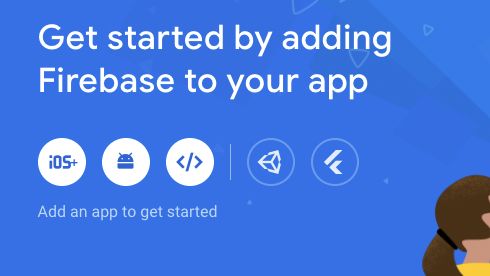 Get started by adding
Firebase to your app
iOS+
</>
Add an app to get started